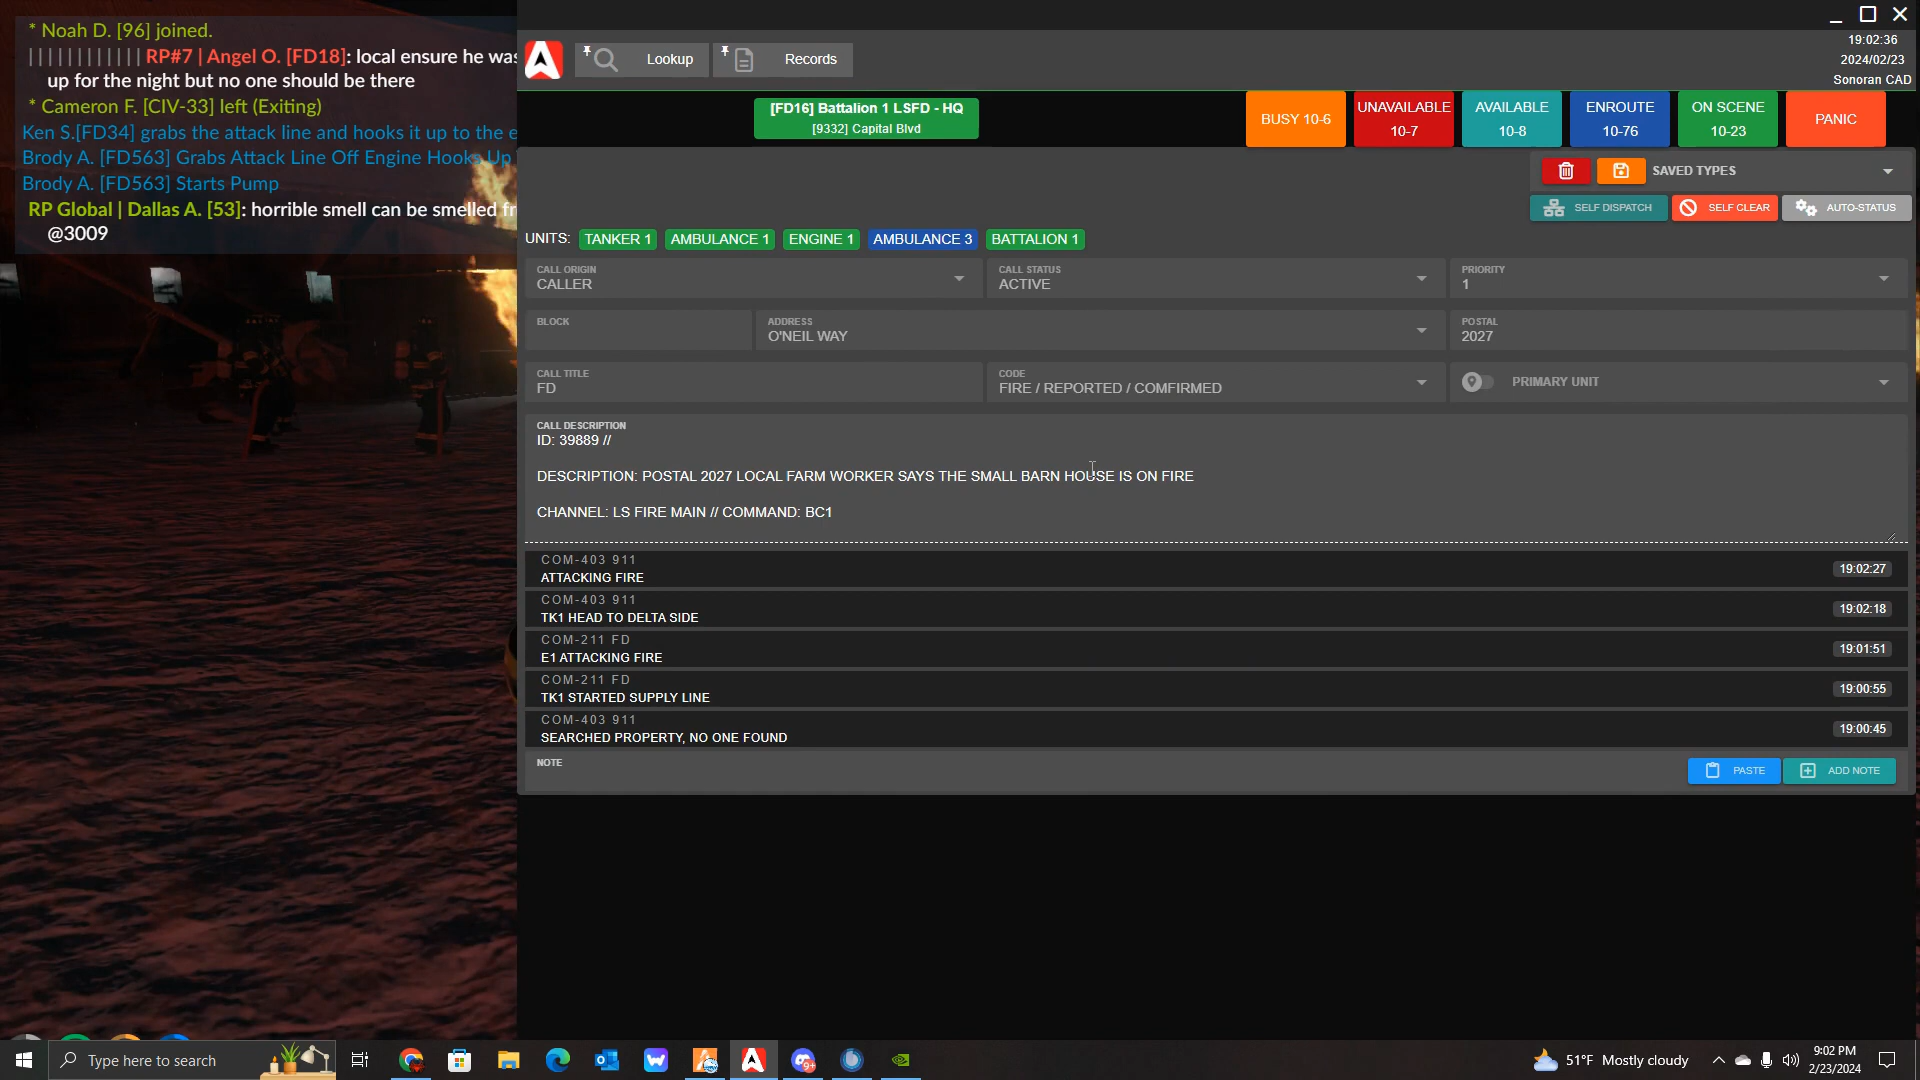 * Noah D. [96] joined.
| | | | | | | | | | | | RP#7 | Angel O. [FD18]: local ensure he was
up for the night but no one should be there
* Cameron F. [CIV-33] left (Exiting)
Ken S.[FD34] grabs the attack line and hooks it up to the e
Brody A. [FD563] Grabs Attack Line Off Engine Hooks Up
Brody A. [FD563] Starts Pump
RP Global | Dallas A. [53]: horrible smell can be smelled fr
@3009
Lookup
Records
19:02:36
2024/02/23
Sonoran CAD
[FD16] Battalion 1 LSFD - HQ
[9332] Capital Blvd
BUSY 10-6
UNAVAILABLE
10-7
AVAILABLE
10-8
ENROUTE
10-76
ON SCENE
10-23
PANIC
SAVED TYPES
SELF DISPATCH
SELF CLEAR
AUTO-STATUS
UNITS: TANKER 1 AMBULANCE 1 ENGINE 1 AMBULANCE 3 BATTALION 1
CALL ORIGIN
CALLER
CALL STATUS
ACTIVE
PRIORITY
1
BLOCK
ADDRESS
O'NEIL WAY
POSTAL
2027
CALL TITLE
FD
CODE
FIRE / REPORTED / COMFIRMED
PRIMARY UNIT
CALL DESCRIPTION
ID: 39889 //
DESCRIPTION: POSTAL 2027 LOCAL FARM WORKER SAYS THE SMALL BARN HOUSE IS ON FIRE
CHANNEL: LS FIRE MAIN // COMMAND: BC1
COM-403 911
ATTACKING FIRE
19:02:27
COM-403 911
TK1 HEAD TO DELTA SIDE
19:02:18
COM-211 FD
E1 ATTACKING FIRE
19:01:51
COM-211 FD
TK1 STARTED SUPPLY LINE
19:00:55
COM-403 911
SEARCHED PROPERTY, NO ONE FOUND
19:00:45
NOTE
PASTE
ADD NOTE
Type here to search
9+
51°F Mostly cloudy
9:02 PM
2/23/2024